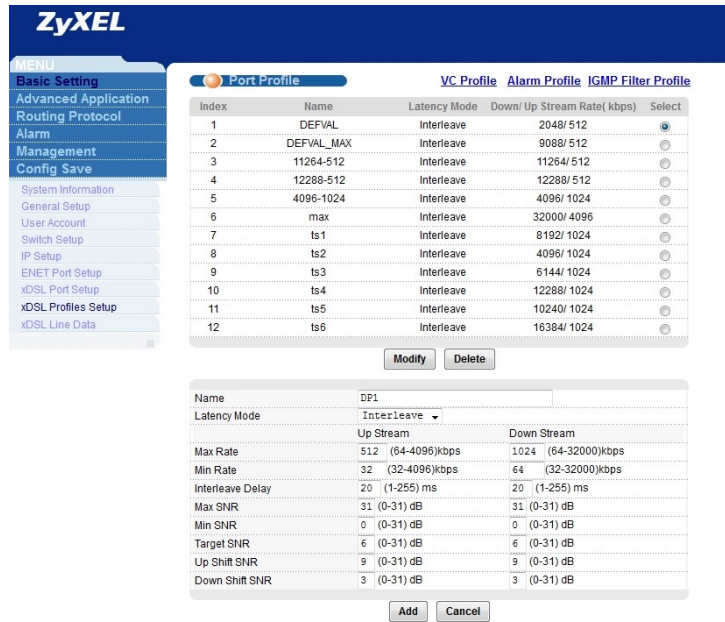 ZyXEL
MENU
Basic Setting
Advanced Application
Routing Protocol
Alarm
Management
Config Save
System Information
General Setup
User Account
Switch Setup
IP Setup
ENET Port Setup
xDSL Port Setup
xDSL Profiles Setup
xDSL Line Data
Port Profile VC Profile Alarm Profile IGMP Filter Profile
Index Name Latency Mode Down/ Up Stream Rate( kbps) Select
1 DEFVAL Interleave 2048/ 512
2 DEFVAL_MAX Interleave 9088/ 512
3 11264-512 Interleave 11264/ 512
4 12288-512 Interleave 12288/ 512
5 4096-1024 Interleave 4096/ 1024
6 max Interleave 32000/ 4096
7 ts1 Interleave 8192/ 1024
8 ts2 Interleave 4096/ 1024
9 ts3 Interleave 6144/ 1024
10 ts4 Interleave 12288/ 1024
11 ts5 Interleave 10240/ 1024
12 ts6 Interleave 16384/ 1024
Modify Delete
Name DP1
Latency Mode Interleave
Up Stream Down Stream
Max Rate 512 (64-4096)kbps 1024 (64-32000)kbps
Min Rate 32 (32-4096)kbps 64 (32-32000)kbps
Interleave Delay 20 (1-255) ms 20 (1-255) ms
Max SNR 31 (0-31) dB 31 (0-31) dB
Min SNR 0 (0-31) dB 0 (0-31) dB
Target SNR 6 (0-31) dB 6 (0-31) dB
Up Shift SNR 9 (0-31) dB 9 (0-31) dB
Down Shift SNR 3 (0-31) dB 3 (0-31) dB
Add Cancel